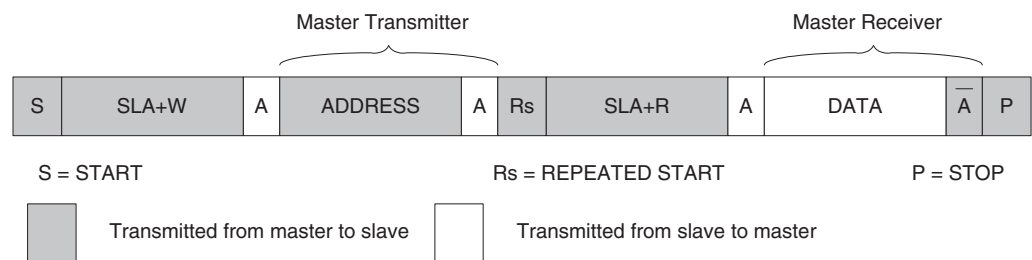 Master Transmitter Master Receiver
S SLA+W A ADDRESS A Rs SLA+R A DATA A̅ P
S = START Rs = REPEATED START P = STOP
Transmitted from master to slave Transmitted from slave to master